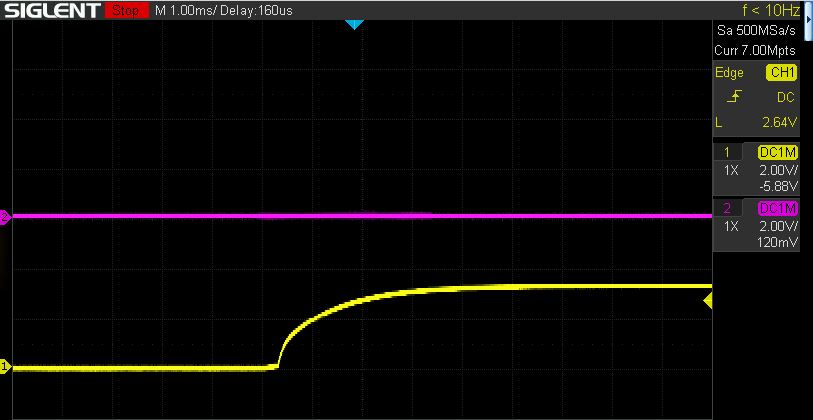 SIGLENT Stop M 1.00ms/ Delay:160us f < 10Hz
Sa 500MSa/s
Curr 7.00Mpts
Edge CH1
DC
L 2.64V
1 DC1M
1X 2.00V/
-5.88V
2 DC1M
1X 2.00V/
120mV
2
1